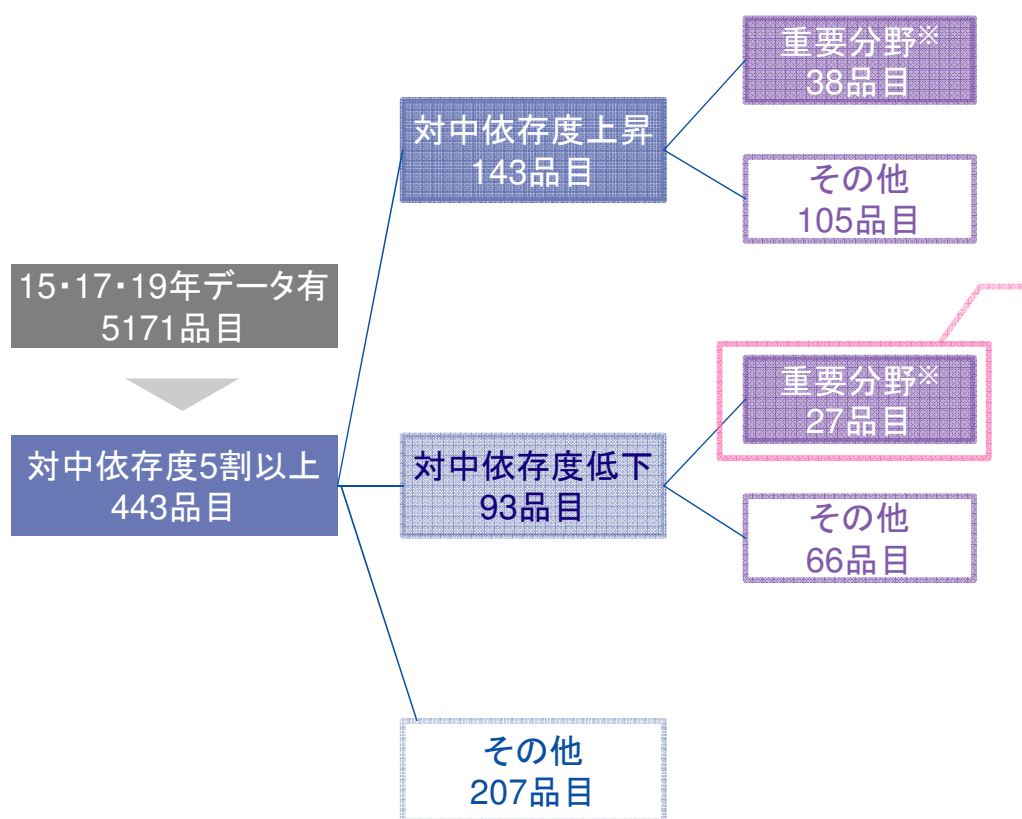 15・17・19年データ有
5171品目
対中依存度5割以上
443品目
対中依存度上昇
143品目
重要分野※
38品目
その他
105品目
対中依存度低下
93品目
重要分野※
27品目
その他
66品目
その他
207品目